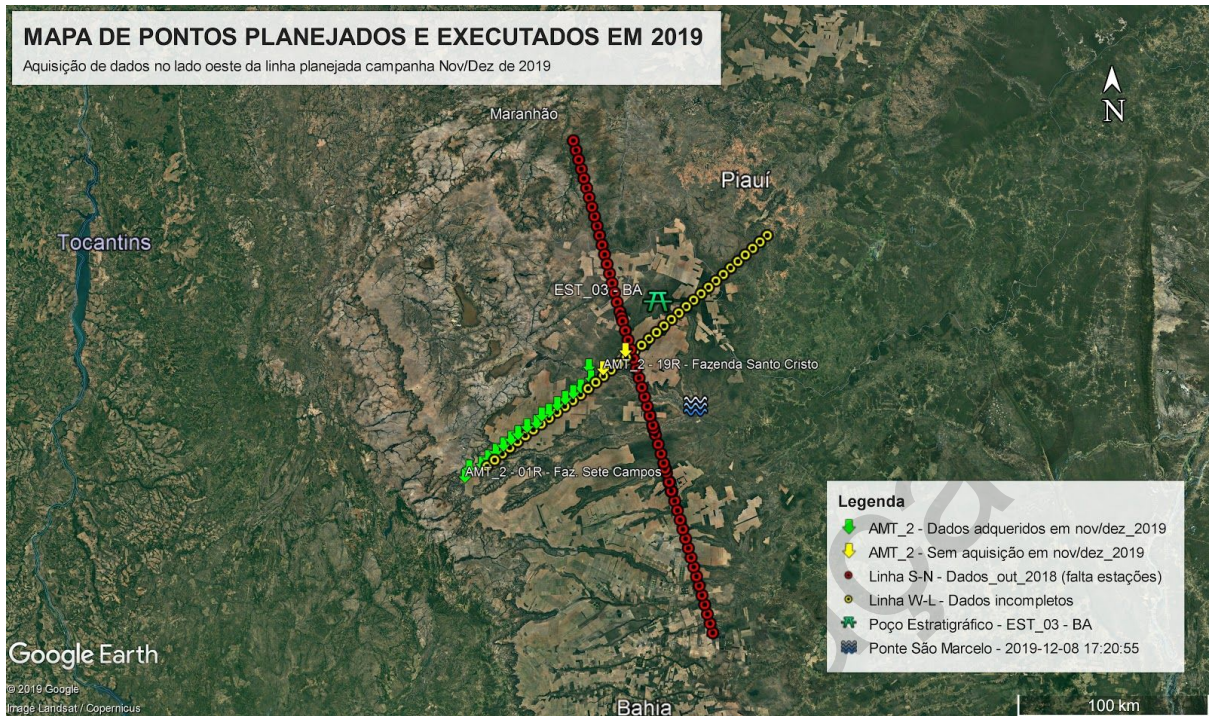 MAPA DE PONTOS PLANEJADOS E EXECUTADOS EM 2019
Aquisição de dados no lado oeste da linha planejada campanha Nov/Dez de 2019
Maranhão
N
Piauí
Tocantins
EST_03 - BA
AMT_2 - 19R - Fazenda Santo Cristo
AMT_2 - 01R - Faz. Sete Campos
Legenda
AMT_2 - Dados adqueridos em nov/dez_2019
AMT_2 - Sem aquisição em nov/dez_2019
Linha S-N - Dados_out_2018 (falta estações)
Linha W-L - Dados incompletos
Poço Estratigráfico - EST_03 - BA
Ponte São Marcelo - 2019-12-08 17:20:55
Google Earth
© 2019 Google
Image Landsat / Copernicus
Bahia
100 km